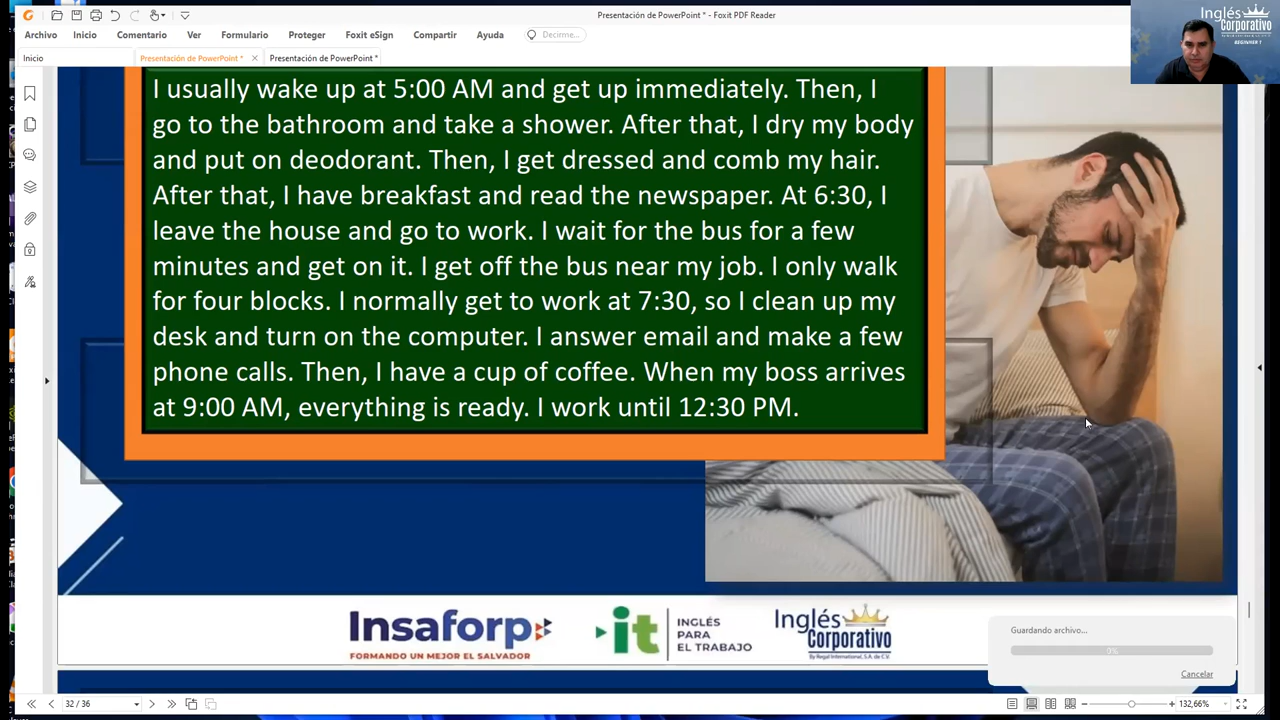 Presentación de PowerPoint * - Foxit PDF Reader
Archivo Inicio Comentario Ver Formulario Proteger Foxit eSign Compartir Ayuda Decirme...
Inicio Presentación de PowerPoint * Presentación de PowerPoint *
Inglés
Corporativo
BEGINNER 1
I usually wake up at 5:00 AM and get up immediately. Then, I
go to the bathroom and take a shower. After that, I dry my body
and put on deodorant. Then, I get dressed and comb my hair.
After that, I have breakfast and read the newspaper. At 6:30, I
leave the house and go to work. I wait for the bus for a few
minutes and get on it. I get off the bus near my job. I only walk
for four blocks. I normally get to work at 7:30, so I clean up my
desk and turn on the computer. I answer email and make a few
phone calls. Then, I have a cup of coffee. When my boss arrives
at 9:00 AM, everything is ready. I work until 12:30 PM.
Insaforp
FORMANDO UN MEJOR EL SALVADOR
it
INGLÉS
PARA
EL TRABAJO
Inglés
Corporativo
By Regal International, S.A. de C.V.
Guardando archivo...
0%
Cancelar
32 / 36
132,66%